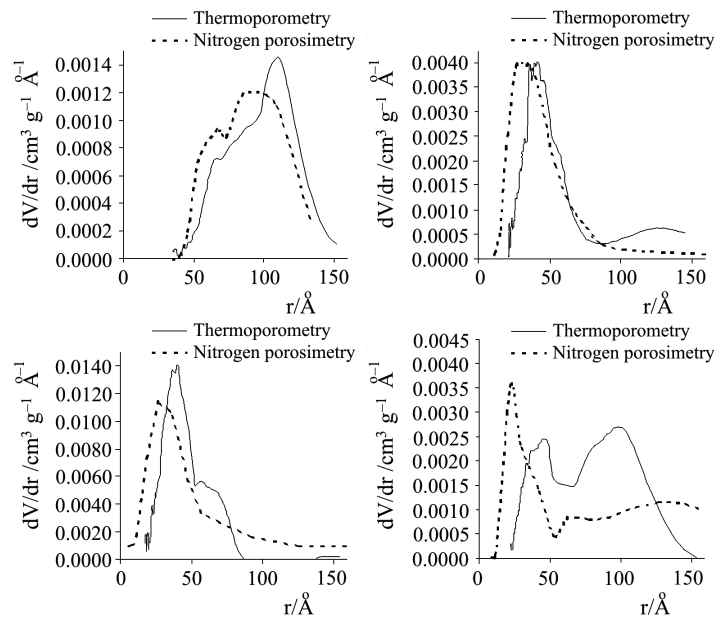 Thermoporometry
Nitrogen porosimetry
dV/dr /cm³ g⁻¹ Å⁻¹
0.0014
0.0012
0.0010
0.0008
0.0006
0.0004
0.0002
0.0000
0 50 100 150
r/Å
Thermoporometry
Nitrogen porosimetry
dV/dr /cm³ g⁻¹ Å⁻¹
0.0040
0.0035
0.0030
0.0025
0.0020
0.0015
0.0010
0.0005
0.0000
0 50 100 150
r/Å
Thermoporometry
Nitrogen porosimetry
dV/dr /cm³ g⁻¹ Å⁻¹
0.0140
0.0120
0.0100
0.0080
0.0060
0.0040
0.0020
0.0000
0 50 100 150
r/Å
Thermoporometry
Nitrogen porosimetry
dV/dr /cm³ g⁻¹ Å⁻¹
0.0045
0.0040
0.0035
0.0030
0.0025
0.0020
0.0015
0.0010
0.0005
0.0000
0 50 100 150
r/Å